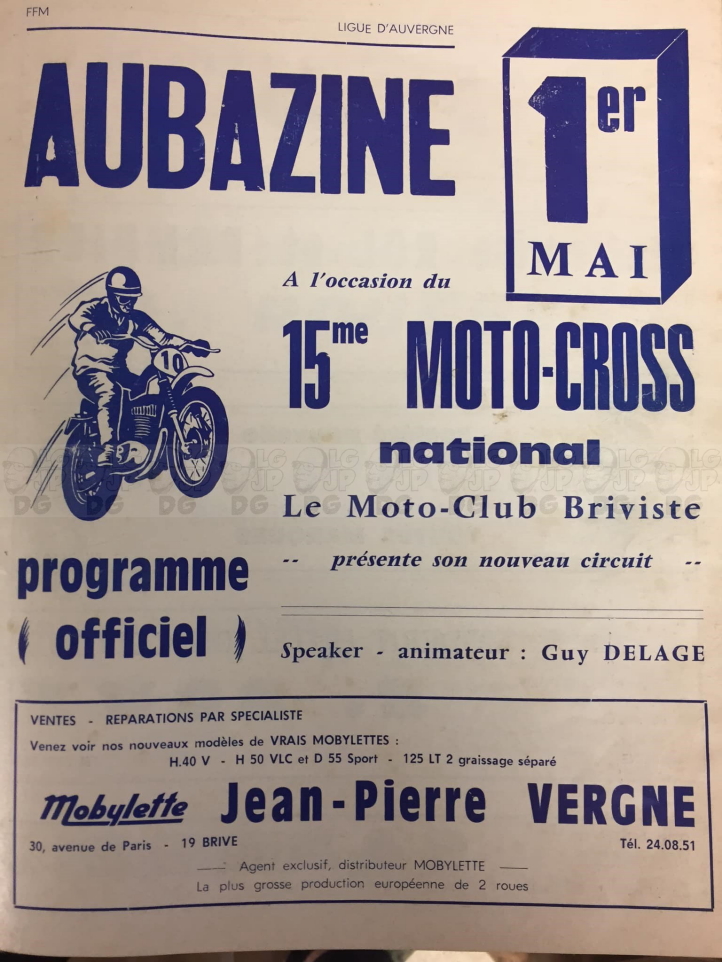 FFM
LIGUE D'AUVERGNE
AUBAZINE
1er
MAI
A l'occasion du
15me MOTO-CROSS
national
Le Moto-Club Briviste
-- présente son nouveau circuit --
10
programme
( officiel )
Speaker - animateur : Guy DELAGE
VENTES - REPARATIONS PAR SPECIALISTE
Venez voir nos nouveaux modèles de VRAIS MOBYLETTES :
H.40 V - H 50 VLC et D 55 Sport - 125 LT 2 graissage séparé
Mobylette Jean-Pierre VERGNE
30, avenue de Paris - 19 BRIVE Tél. 24.08.51
— Agent exclusif, distributeur MOBYLETTE —
La plus grosse production européenne de 2 roues